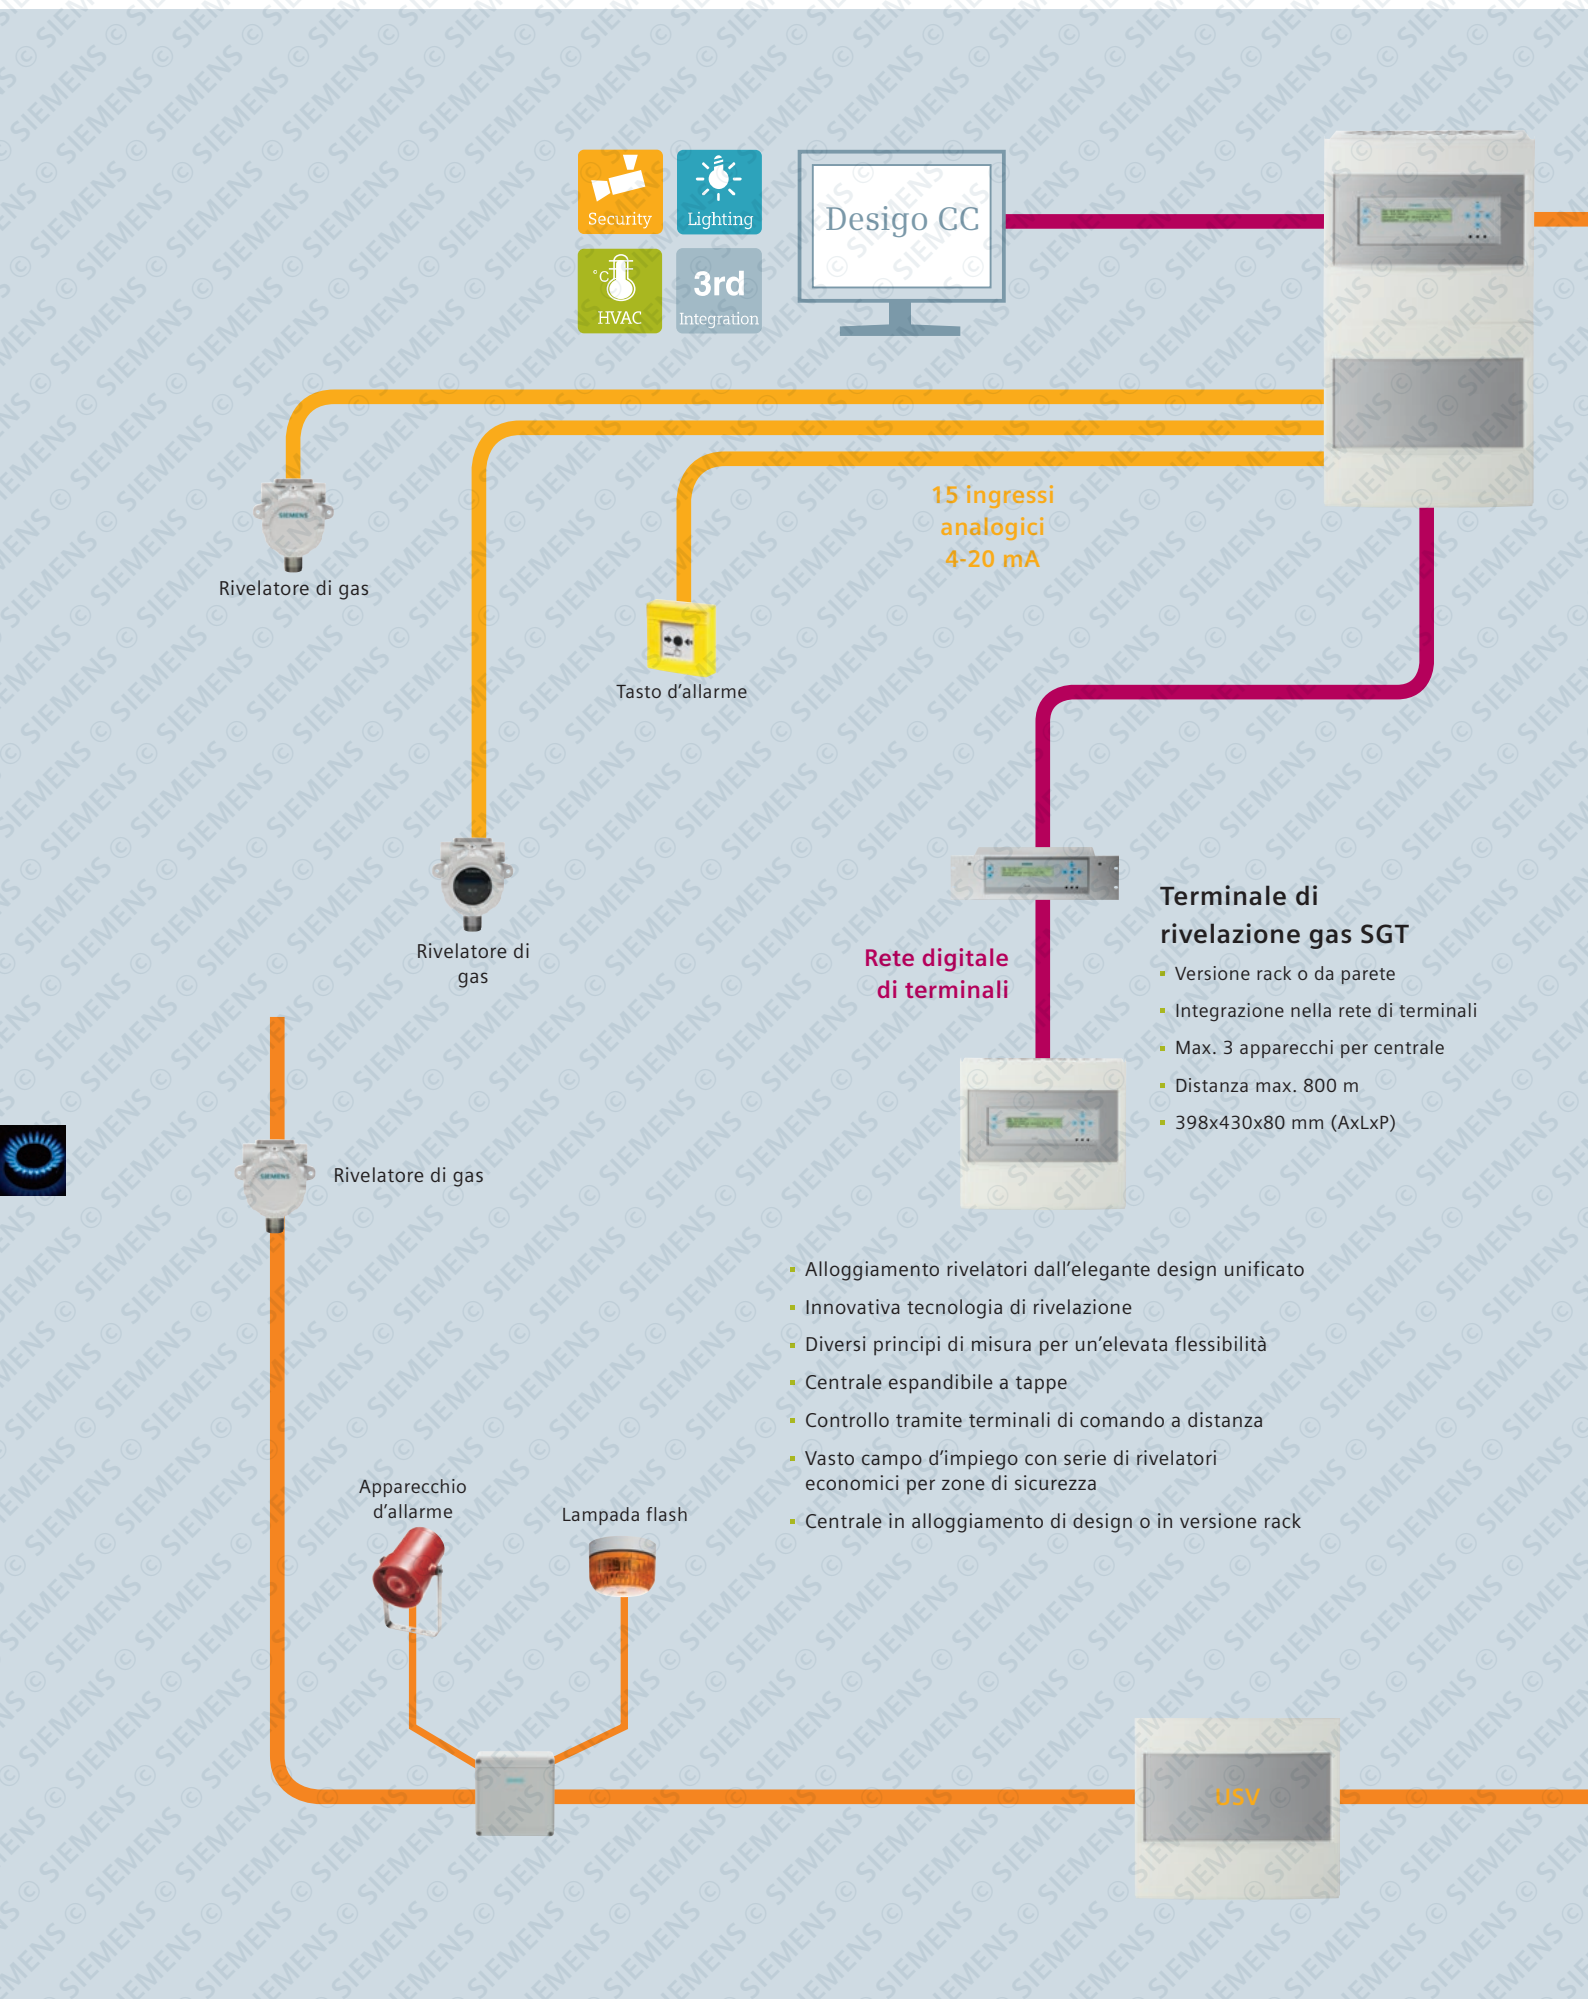 Security
Lighting
Desigo CC
°C
HVAC
3rd
Integration
15 ingressi
analogici
4-20 mA
SIEMENS
Rivelatore di gas
Tasto d'allarme
Rivelatore di
gas
Terminale di
rivelazione gas SGT
Versione rack o da parete
Integrazione nella rete di terminali
Max. 3 apparecchi per centrale
Distanza max. 800 m
398x430x80 mm (AxLxP)
Rete digitale
di terminali
SIEMENS
Rivelatore di gas
Alloggiamento rivelatori dall'elegante design unificato
Innovativa tecnologia di rivelazione
Diversi principi di misura per un'elevata flessibilità
Centrale espandibile a tappe
Controllo tramite terminali di comando a distanza
Vasto campo d'impiego con serie di rivelatori
economici per zone di sicurezza
Centrale in alloggiamento di design o in versione rack
Apparecchio
d'allarme
Lampada flash
USV
© SIEMENS